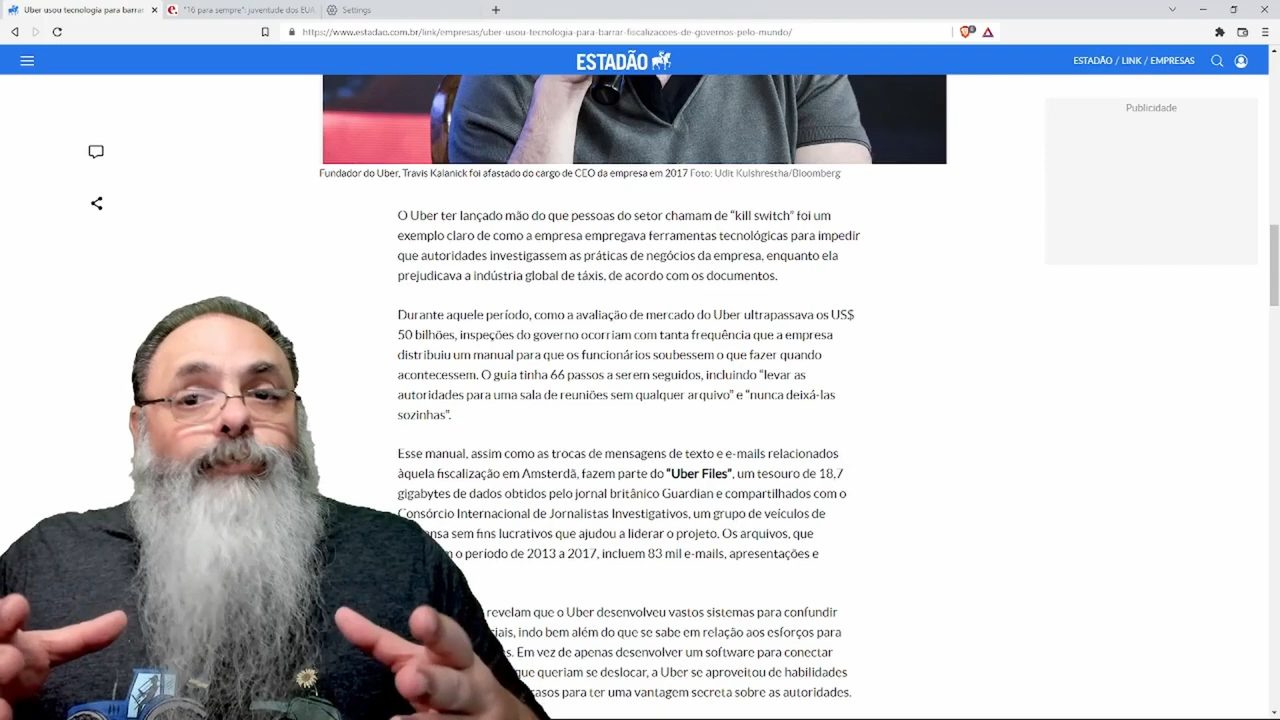 Uber usou tecnologia para barrar
"16 para sempre": juventude dos EUA
Settings
https://www.estadao.com.br/link/empresas/uber-usou-tecnologia-para-barrar-fiscalizacoes-de-governos-pelo-mundo/
ESTADÃO
ESTADÃO / LINK / EMPRESAS
Publicidade
Fundador do Uber, Travis Kalanick foi afastado do cargo de CEO da empresa em 2017 Foto: Udit Kulshrestha/Bloomberg
O Uber ter lançado mão do que pessoas do setor chamam de “kill switch” foi um
exemplo claro de como a empresa empregava ferramentas tecnológicas para impedir
que autoridades investigassem as práticas de negócios da empresa, enquanto ela
prejudicava a indústria global de táxis, de acordo com os documentos.
Durante aquele período, como a avaliação de mercado do Uber ultrapassava os US$
50 bilhões, inspeções do governo ocorriam com tanta frequência que a empresa
distribuiu um manual para que os funcionários soubessem o que fazer quando
acontecessem. O guia tinha 66 passos a serem seguidos, incluindo “levar as
autoridades para uma sala de reuniões sem qualquer arquivo” e “nunca deixá-las
sozinhas”.
Esse manual, assim como as trocas de mensagens de texto e e-mails relacionados
àquela fiscalização em Amsterdã, fazem parte do “Uber Files”, um tesouro de 18,7
gigabytes de dados obtidos pelo jornal britânico Guardian e compartilhados com o
Consórcio Internacional de Jornalistas Investigativos, um grupo de veículos de
ensa sem fins lucrativos que ajudou a liderar o projeto. Os arquivos, que
o período de 2013 a 2017, incluem 83 mil e-mails, apresentações e
revelam que o Uber desenvolveu vastos sistemas para confundir
ciais, indo bem além do que se sabe em relação aos esforços para
s. Em vez de apenas desenvolver um software para conectar
que queriam se deslocar, a Uber se aproveitou de habilidades
casos para ter uma vantagem secreta sobre as autoridades.